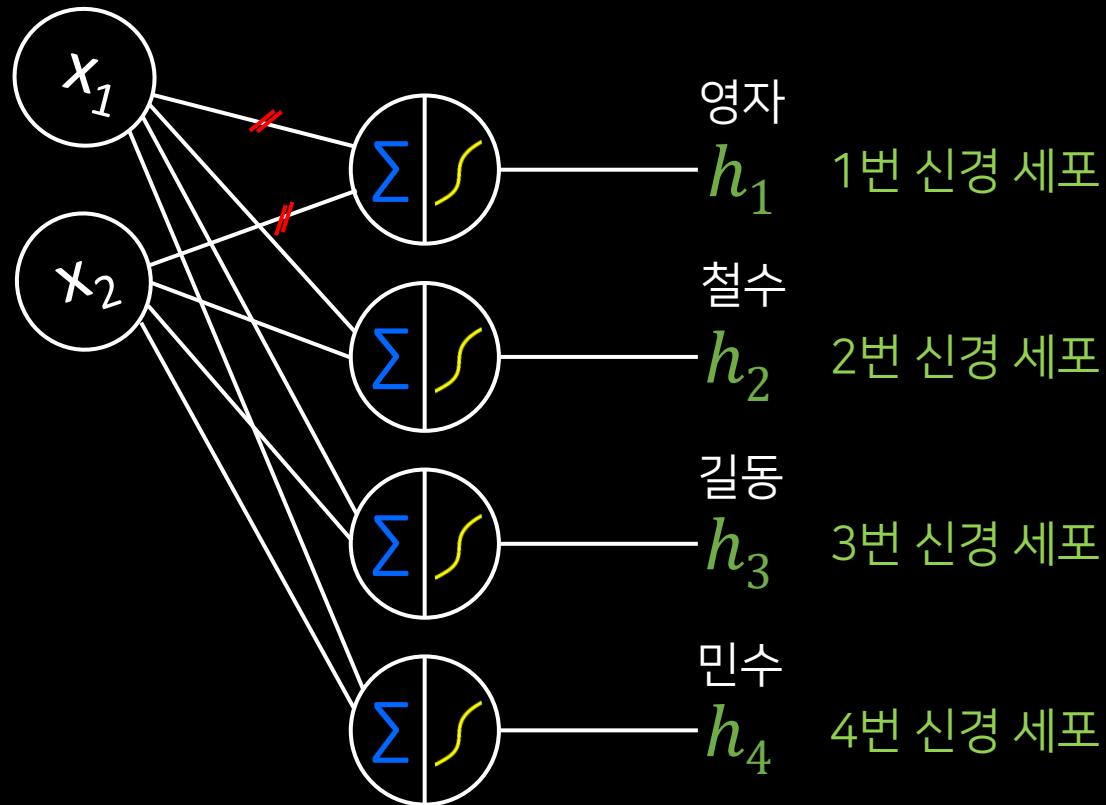 x₁
x₂
∑
영자
h₁
1번 신경 세포
∑
철수
h₂
2번 신경 세포
∑
길동
h₃
3번 신경 세포
∑
민수
h₄
4번 신경 세포